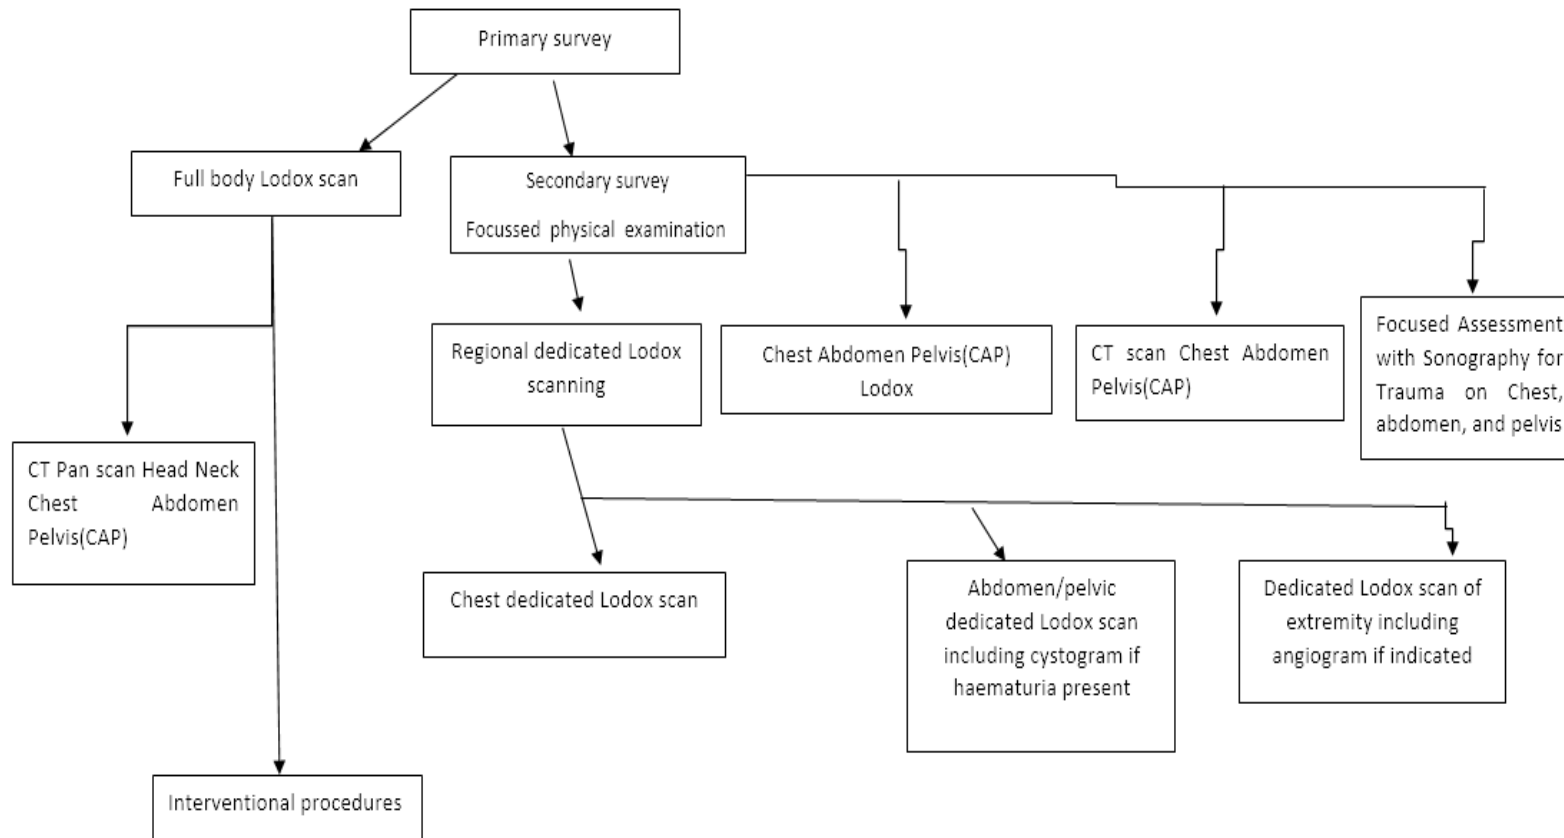 Primary survey
Full body Lodox scan
Secondary survey
Focussed physical examination
Regional dedicated Lodox
scanning
Chest Abdomen Pelvis(CAP)
Lodox
CT scan Chest Abdomen
Pelvis(CAP)
Focused Assessment
with Sonography for
Trauma on Chest,
abdomen, and pelvis
CT Pan scan Head Neck
Chest Abdomen
Pelvis(CAP)
Chest dedicated Lodox scan
Abdomen/pelvic
dedicated Lodox scan
including cystogram if
haematuria present
Dedicated Lodox scan of
extremity including
angiogram if indicated
Interventional procedures